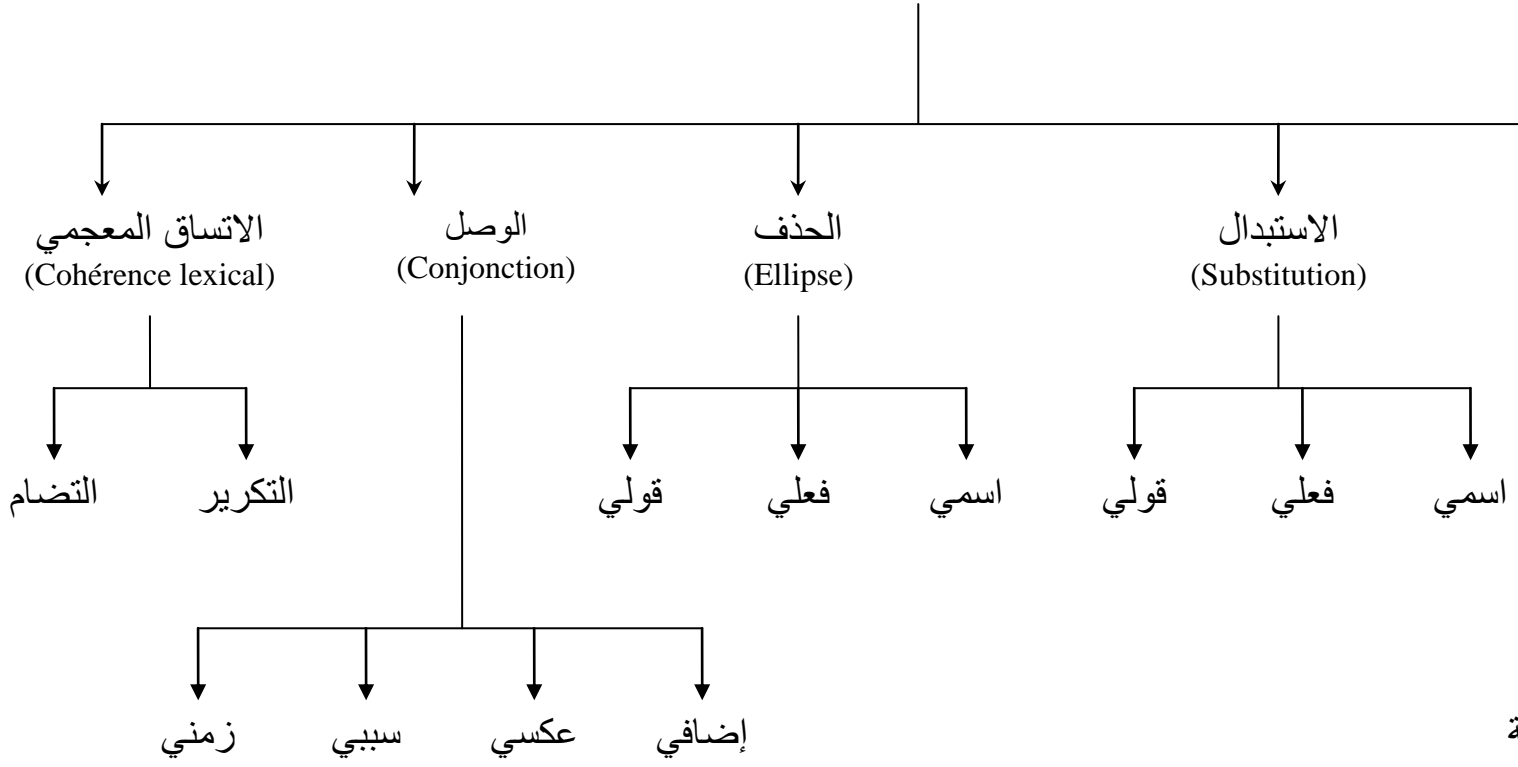 الاستبدال
(Substitution)
الحذف
(Ellipse)
الوصل
(Conjonction)
الاتساق المعجمي
(Cohérence lexical)
اسمي
فعلي
قولي
اسمي
فعلي
قولي
التكرير
التضام
إضافي
عكسي
سببي
زمني